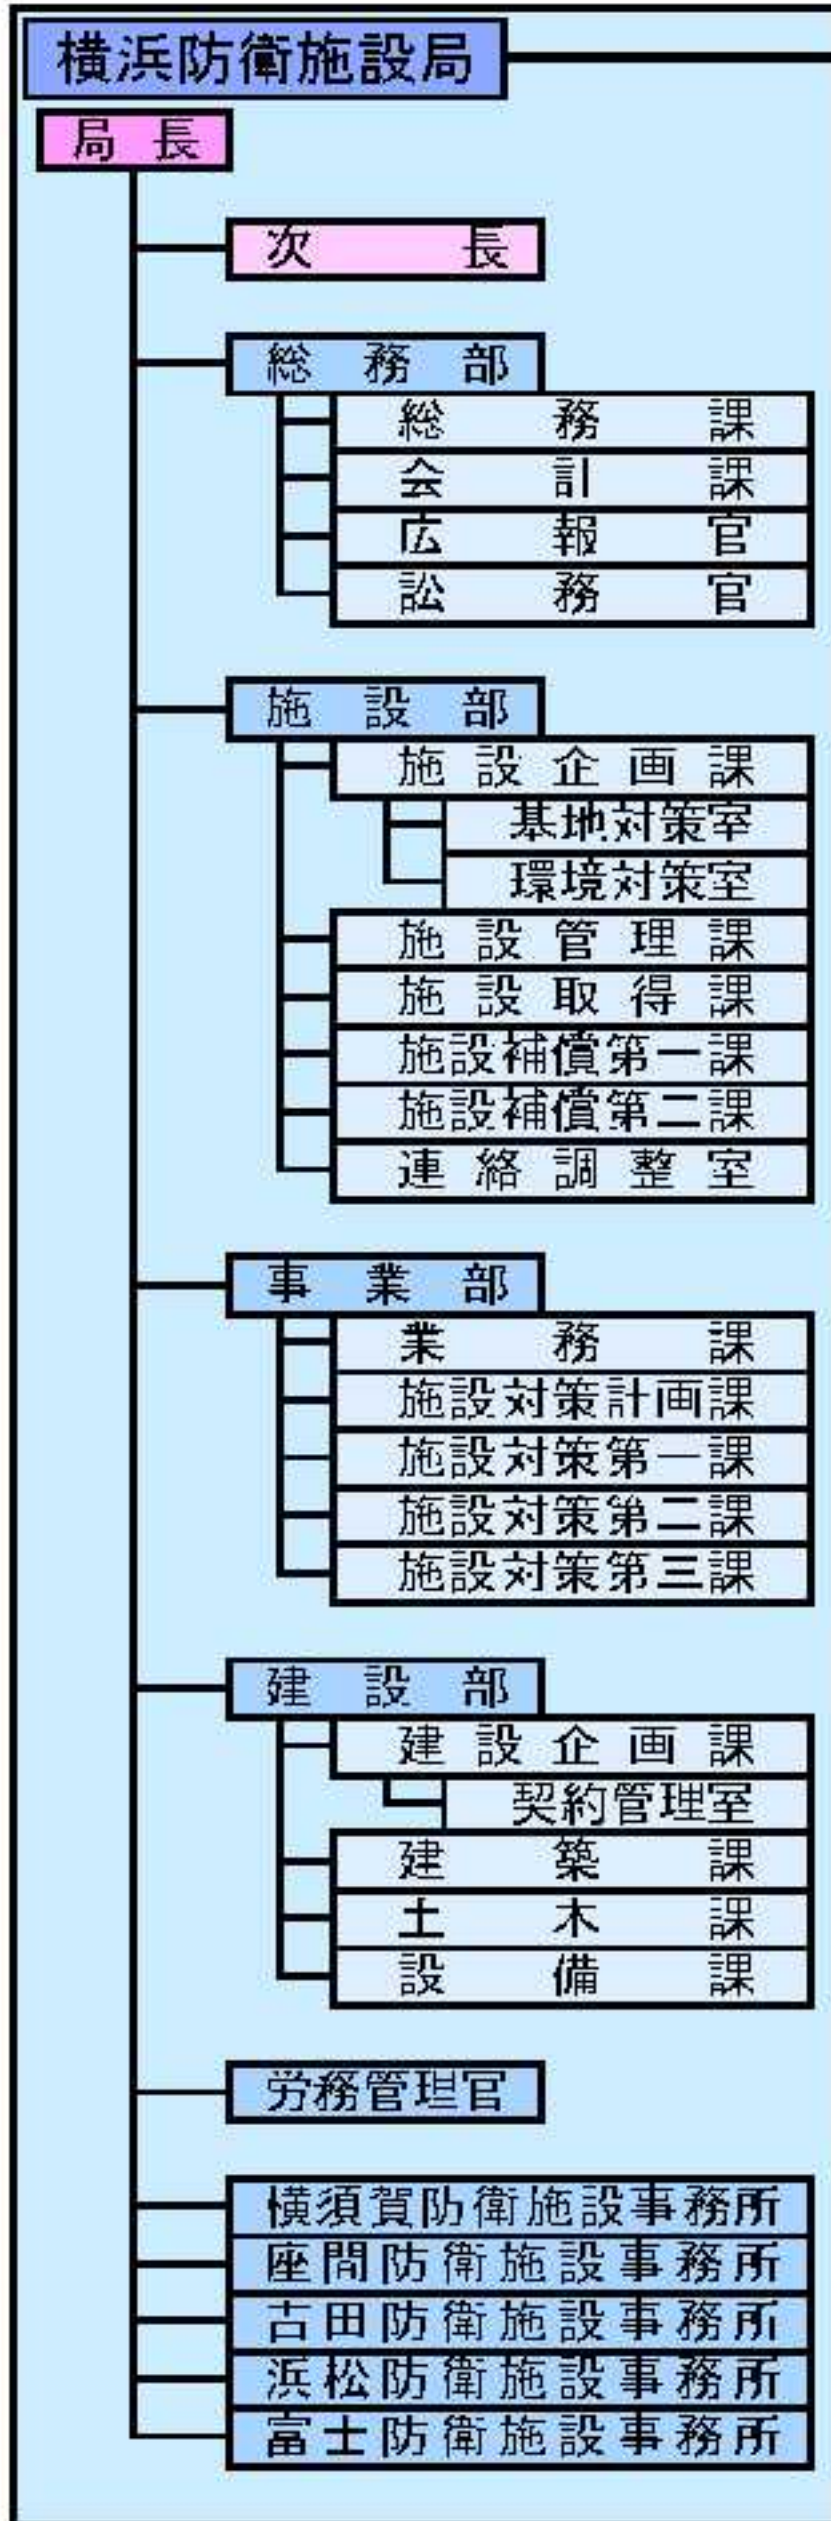 横浜防衛施設局
局長
次長
総務部
総務課
会計課
広報官
訟務官
施設部
施設企画課
基地対策室
環境対策室
施設管理課
施設取得課
施設補償第一課
施設補償第二課
連絡調整室
事業部
業務課
施設対策計画課
施設対策第一課
施設対策第二課
施設対策第三課
建設部
建設企画課
契約管理室
建築課
土木課
設備課
労務管理官
横須賀防衛施設事務所
座間防衛施設事務所
吉田防衛施設事務所
浜松防衛施設事務所
富士防衛施設事務所